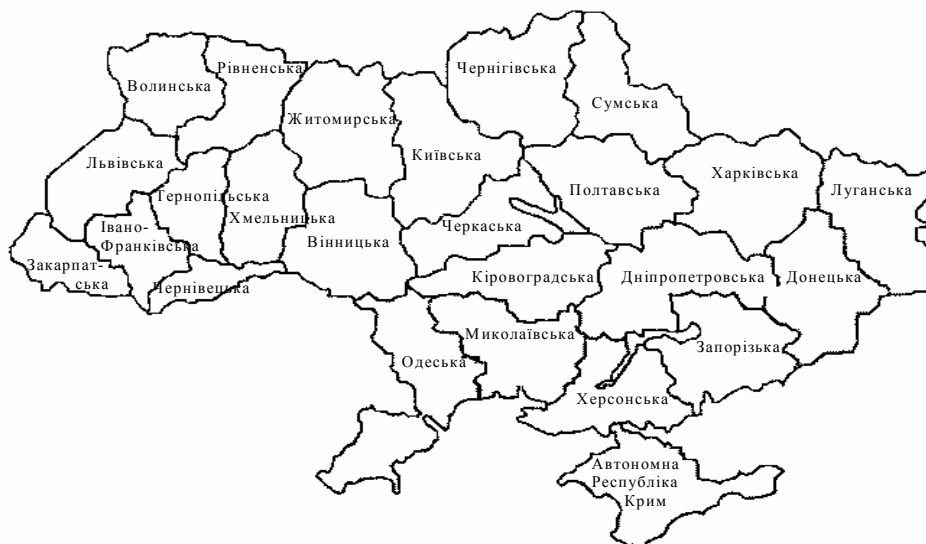 Чернігівська
Рівненська
Волинська
Сумська
Житомирська
Київська
Львівська
Полтавська
Харківська
Луганська
Тернопільська
Хмельницька
Черкаська
Івано-
Франківська
Вінницька
Закарпат-
ська
Чернівецька
Кіровоградська
Дніпропетровська
Донецька
Миколаївська
Запорізька
Одеська
Херсонська
Автономна
Республіка
Крим